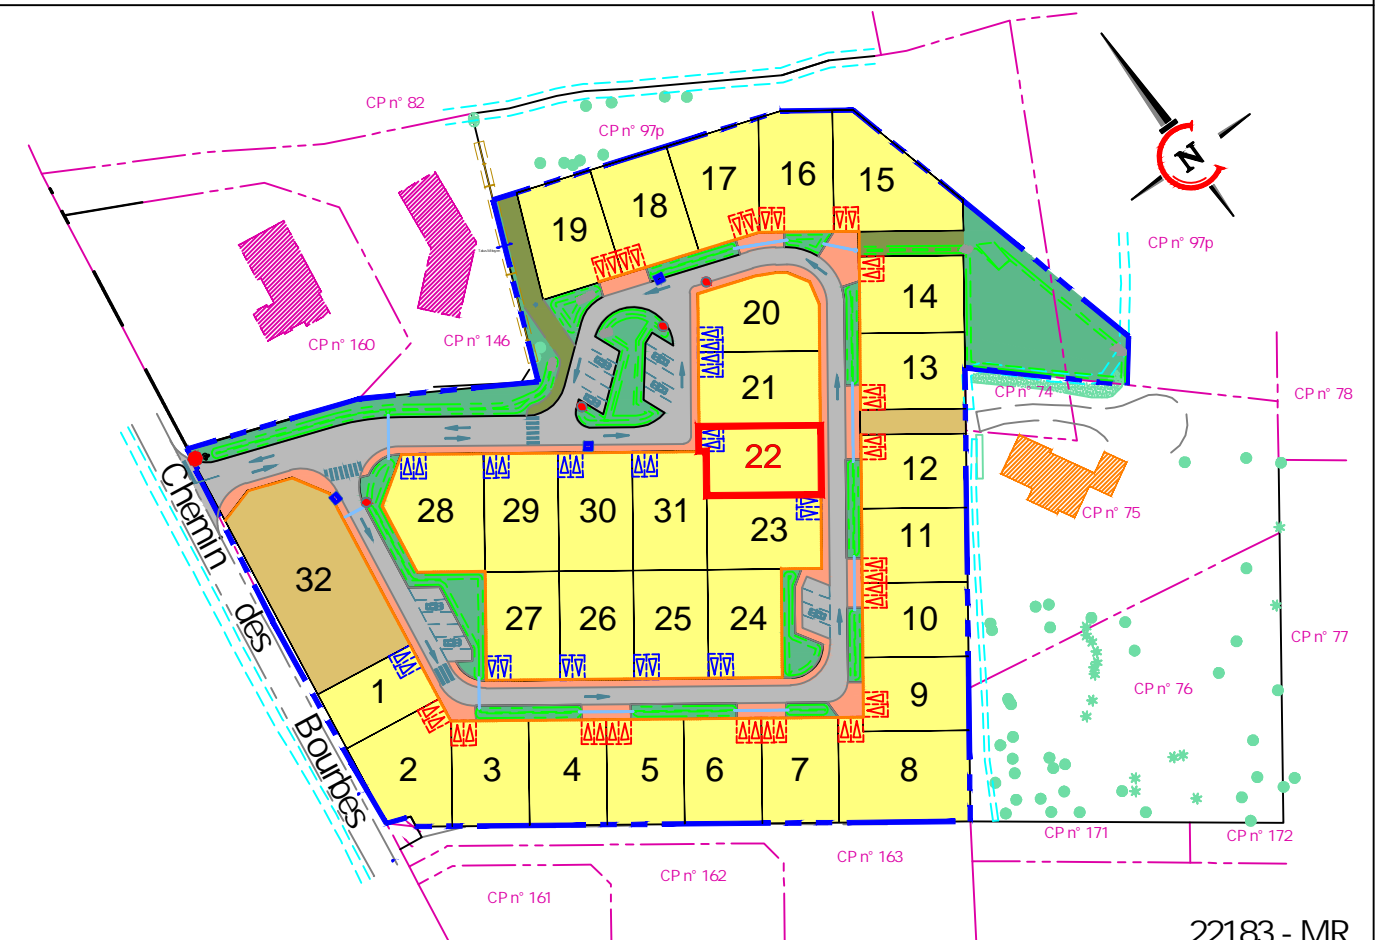 CP n° 82
CP n° 97p
N
17
16
15
18
19
CP n° 97p
14
20
CP n° 160
CP n° 146
13
21
CP n° 74
CP n° 78
22
12
28
29
30
31
23
CP n° 75
11
32
27
26
25
24
10
CP n° 77
1
9
CP n° 76
2
3
4
5
6
7
8
Chemin
des
Bourbes
CP n° 171
CP n° 172
CP n° 163
CP n° 162
CP n° 161
22183 - MR